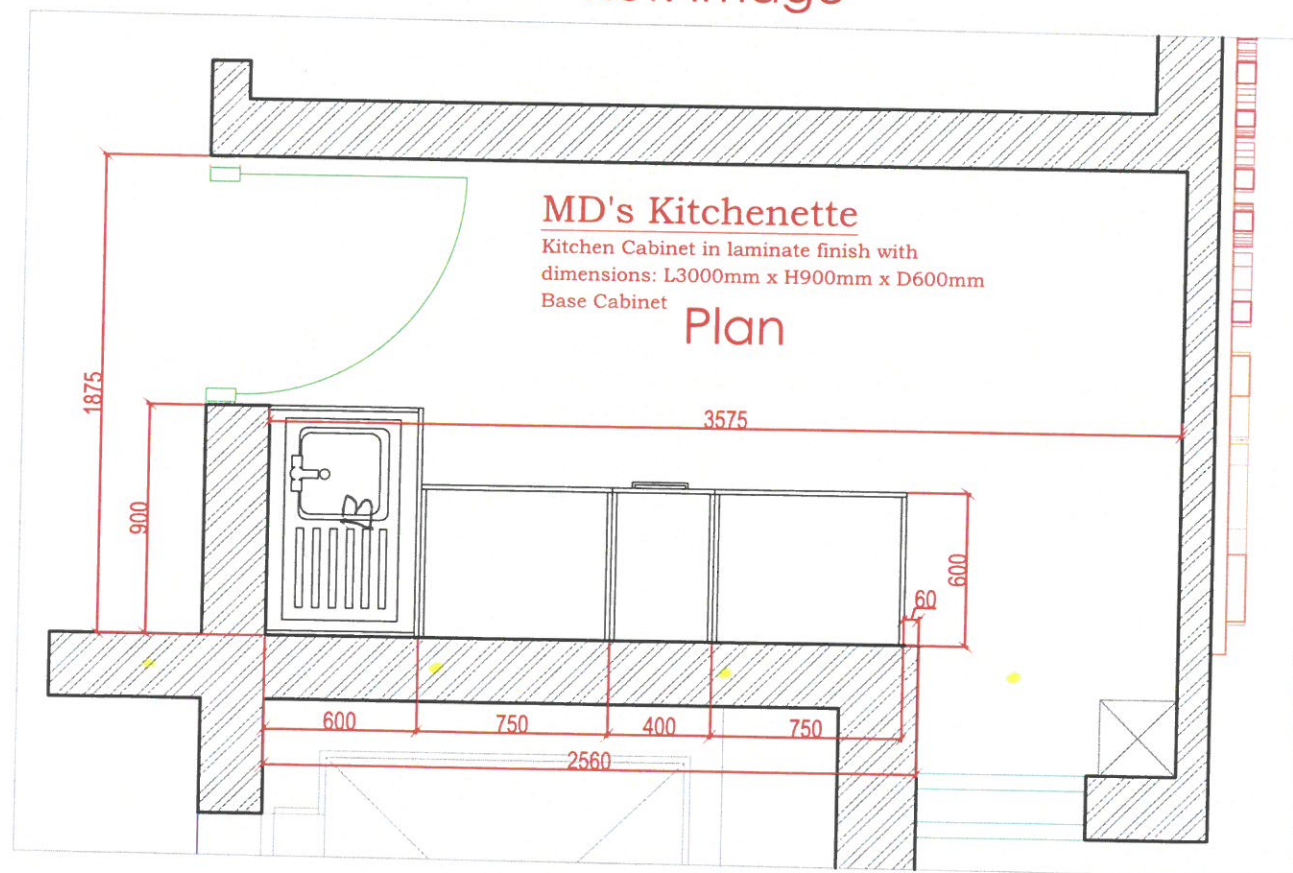 MD's Kitchenette
Kitchen Cabinet in laminate finish with
dimensions: L3000mm x H900mm x D600mm
Base Cabinet
Plan
1875
3575
900
600
60
600
750
400
750
2560